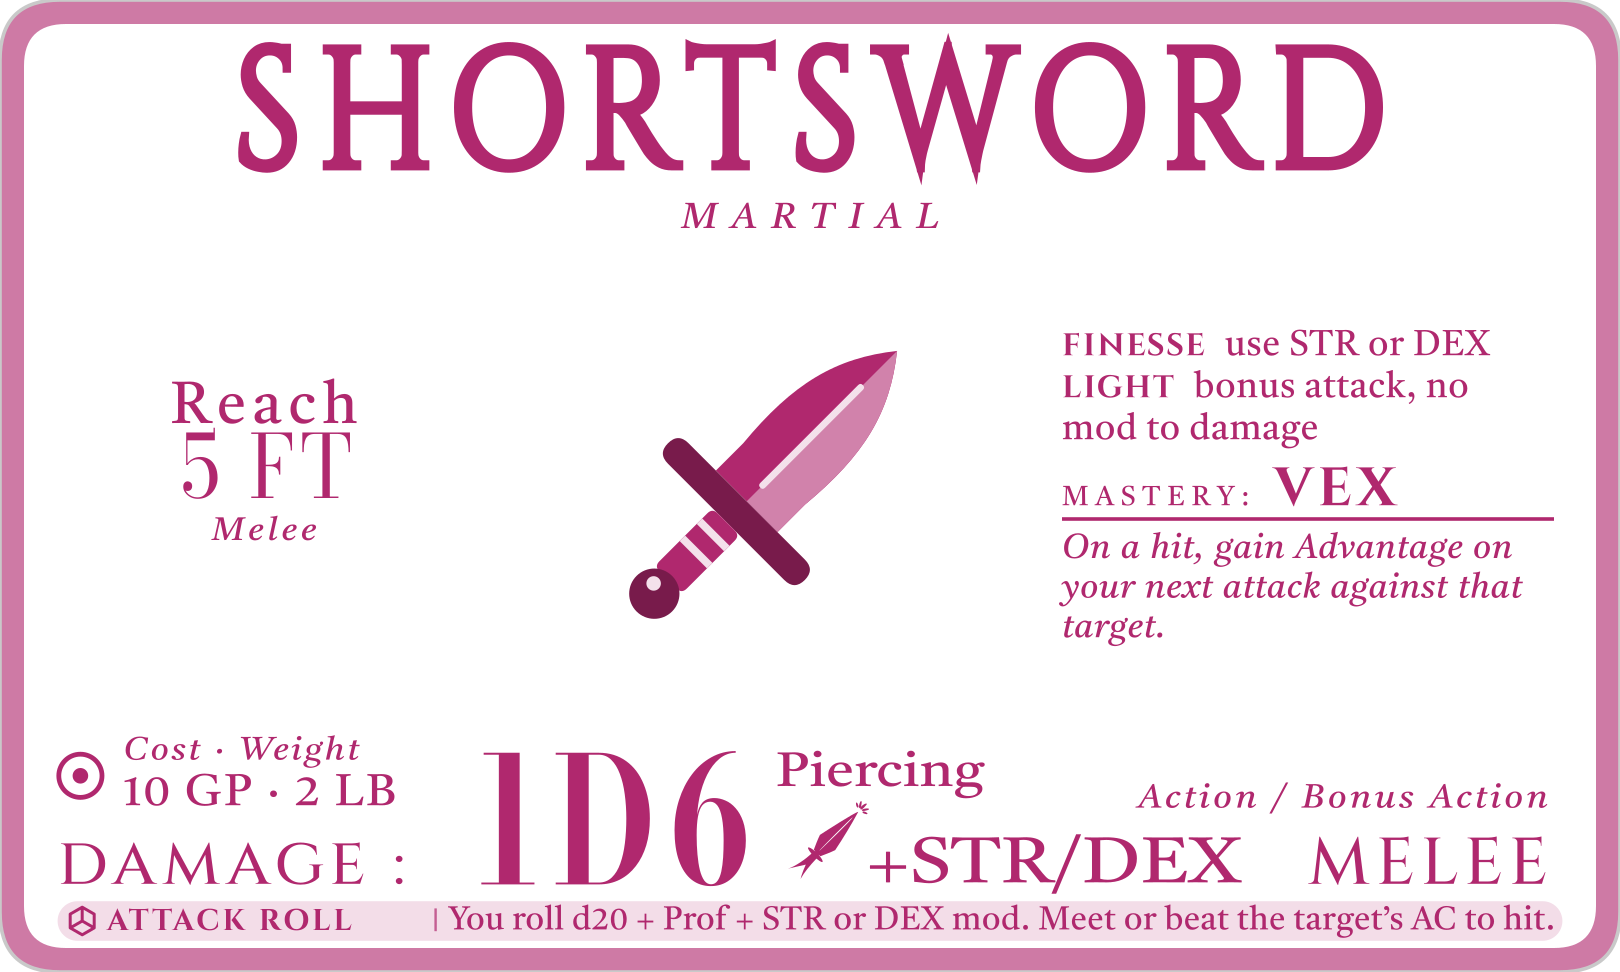 SHORTSWORD
MARTIAL
Reach
5 FT
Melee
FINESSE use STR or DEX
LIGHT bonus attack, no
mod to damage
MASTERY: VEX
On a hit, gain Advantage on
your next attack against that
target.
Cost · Weight
10 GP · 2 LB
DAMAGE :
1D6
Piercing
+STR/DEX
Action / Bonus Action
MELEE
ATTACK ROLL | You roll d20 + Prof + STR or DEX mod. Meet or beat the target’s AC to hit.